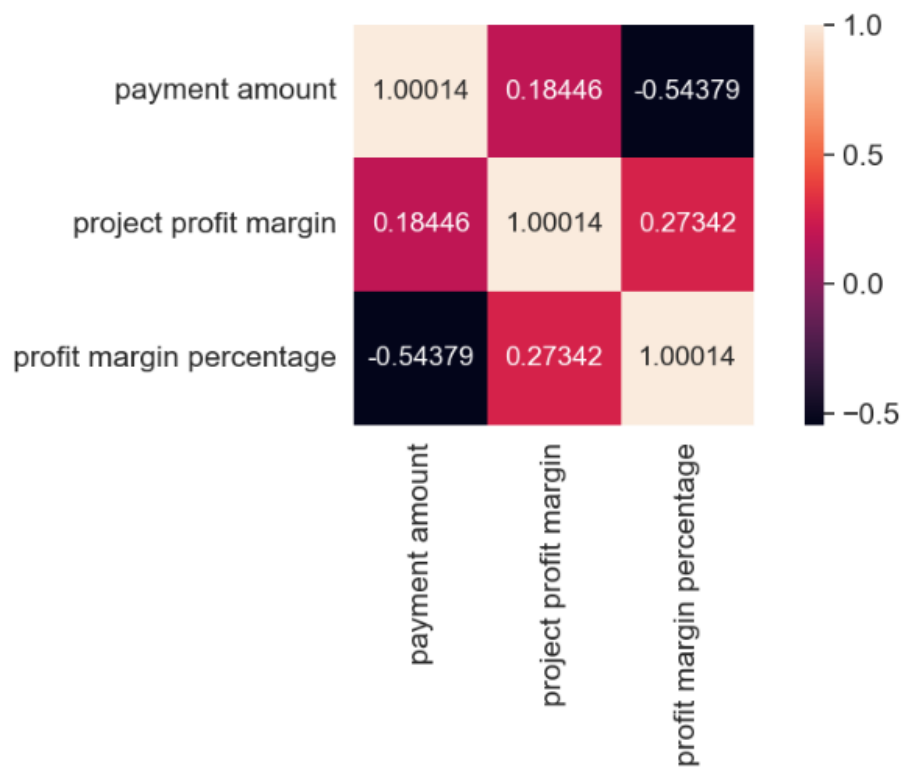 payment amount 1.00014 0.18446 -0.54379
project profit margin 0.18446 1.00014 0.27342
profit margin percentage -0.54379 0.27342 1.00014
payment amount
project profit margin
profit margin percentage
1.0
0.5
0.0
−0.5